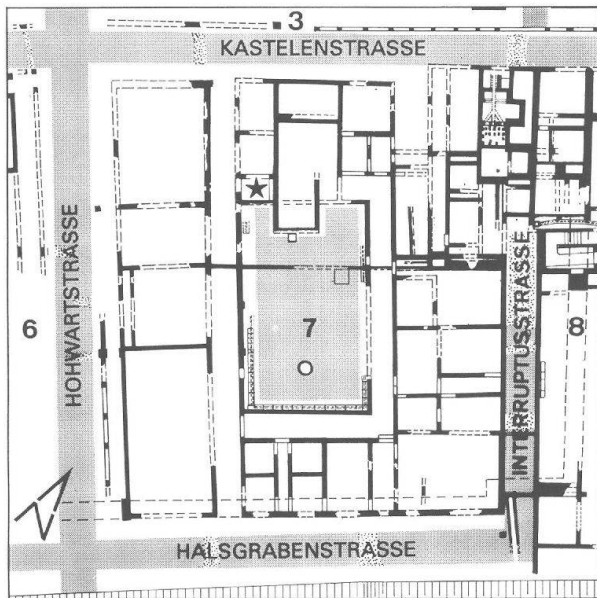 3
KASTELENSTRASSE
HOHWARTSTRASSE
6
7
INTERRUPTUSSTRASSE
8
HALSGRABENSTRASSE